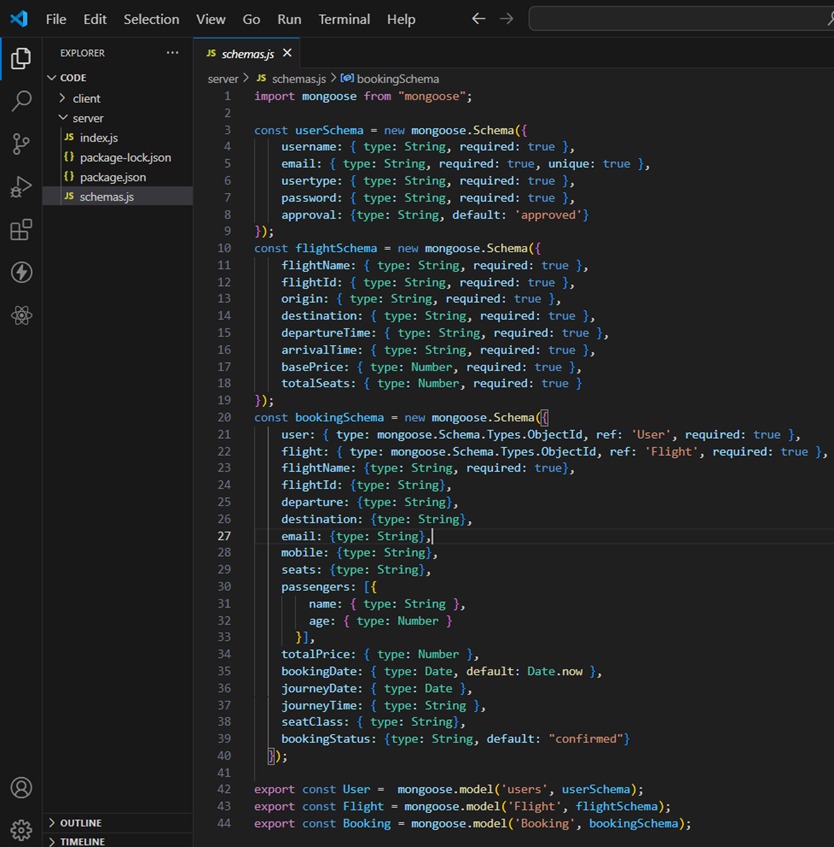 File Edit Selection View Go Run Terminal Help
EXPLORER ...
CODE
client
server
JS index.js
{} package-lock.json
{} package.json
JS schemas.js
OUTLINE
TIMELINE
JS schemas.js ×
server > JS schemas.js > bookingSchema
1 import mongoose from "mongoose";
2
3 const userSchema = new mongoose.Schema({
4 username: { type: String, required: true },
5 email: { type: String, required: true, unique: true },
6 usertype: { type: String, required: true },
7 password: { type: String, required: true },
8 approval: {type: String, default: 'approved'}
9 });
10 const flightSchema = new mongoose.Schema({
11 flightName: { type: String, required: true },
12 flightId: { type: String, required: true },
13 origin: { type: String, required: true },
14 destination: { type: String, required: true },
15 departureTime: { type: String, required: true },
16 arrivalTime: { type: String, required: true },
17 basePrice: { type: Number, required: true },
18 totalSeats: { type: Number, required: true }
19 });
20 const bookingSchema = new mongoose.Schema({
21 user: { type: mongoose.Schema.Types.ObjectId, ref: 'User', required: true },
22 flight: { type: mongoose.Schema.Types.ObjectId, ref: 'Flight', required: true },
23 flightName: {type: String, required: true},
24 flightId: {type: String},
25 departure: {type: String},
26 destination: {type: String},
27 email: {type: String},
28 mobile: {type: String},
29 seats: {type: String},
30 passengers: [{
31 name: { type: String },
32 age: { type: Number }
33 }],
34 totalPrice: { type: Number },
35 bookingDate: { type: Date, default: Date.now },
36 journeyDate: { type: Date },
37 journeyTime: { type: String },
38 seatClass: { type: String},
39 bookingStatus: {type: String, default: "confirmed"}
40 });
41
42 export const User = mongoose.model('users', userSchema);
43 export const Flight = mongoose.model('Flight', flightSchema);
44 export const Booking = mongoose.model('Booking', bookingSchema);